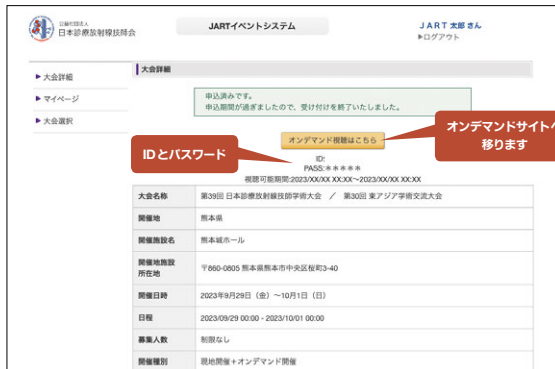 公益社団法人
日本診療放射線技師会
JARTイベントシステム
JART 太郎 さん
▶ログアウト
▶大会詳細
▶マイページ
▶大会選択
大会詳細
申込済みです。
申込期間が過ぎましたので、受け付けを終了いたしました。
オンデマンド視聴はこちら
オンデマンドサイトへ
移ります
IDとパスワード
ID:
PASS:＊＊＊＊＊
視聴可能期間:2023/XX/XX XX:XX～2023/XX/XX XX:XX
大会名称 第39回 日本診療放射線技師学術大会 ／ 第30回 東アジア学術交流大会
開催地 熊本県
開催施設名 熊本城ホール
開催地施設
所在地 〒860-0805 熊本県熊本市中央区桜町3-40
開催日時 2023年9月29日（金）～10月1日（日）
日程 2023/09/29 00:00 - 2023/10/01 00:00
募集人数 制限なし
開催種別 現地開催＋オンデマンド開催